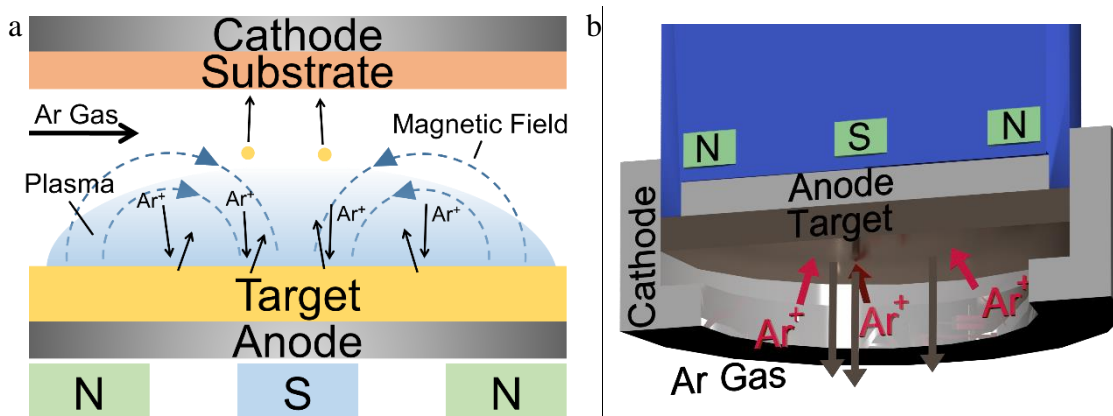 a
Cathode
Substrate
Ar Gas
Magnetic Field
Plasma
Ar+
Ar+
Ar+
Ar+
Target
Anode
N
S
N
b
N
S
N
Anode
Target
Cathode
Ar+
Ar+
Ar+
Ar Gas